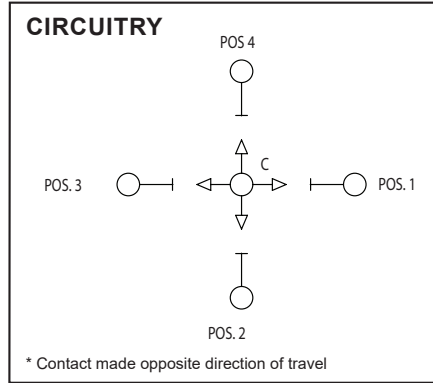 CIRCUITRY
POS 4
C
POS. 3
POS. 1
POS. 2
* Contact made opposite direction of travel